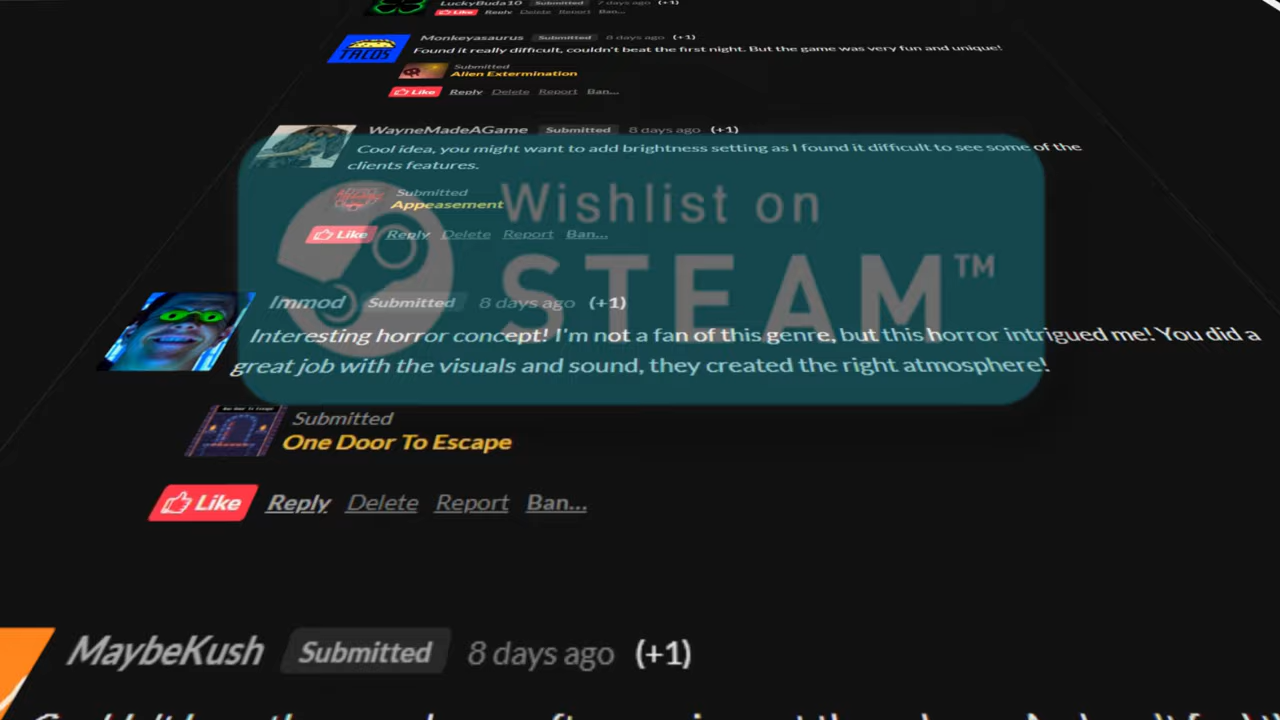 LuckyBuda10 Submitted 7 days ago (+1)
Like Reply Delete Report Ban...
Monkeyasaurus Submitted 8 days ago (+1)
TACOS
Found it really difficult, couldn't beat the first night. But the game was very fun and unique!
Submitted
Alien Extermination
Like Reply Delete Report Ban...
WayneMadeAGame Submitted 8 days ago (+1)
Cool idea, you might want to add brightness setting as I found it difficult to see some of the
clients features.
Submitted
Appeasement
Like Reply Delete Report Ban...
Wishlist on
STEAM™
Immod Submitted 8 days ago (+1)
Interesting horror concept! I'm not a fan of this genre, but this horror intrigued me! You did a
great job with the visuals and sound, they created the right atmosphere!
Submitted
One Door To Escape
Like Reply Delete Report Ban...
MaybeKush Submitted 8 days ago (+1)